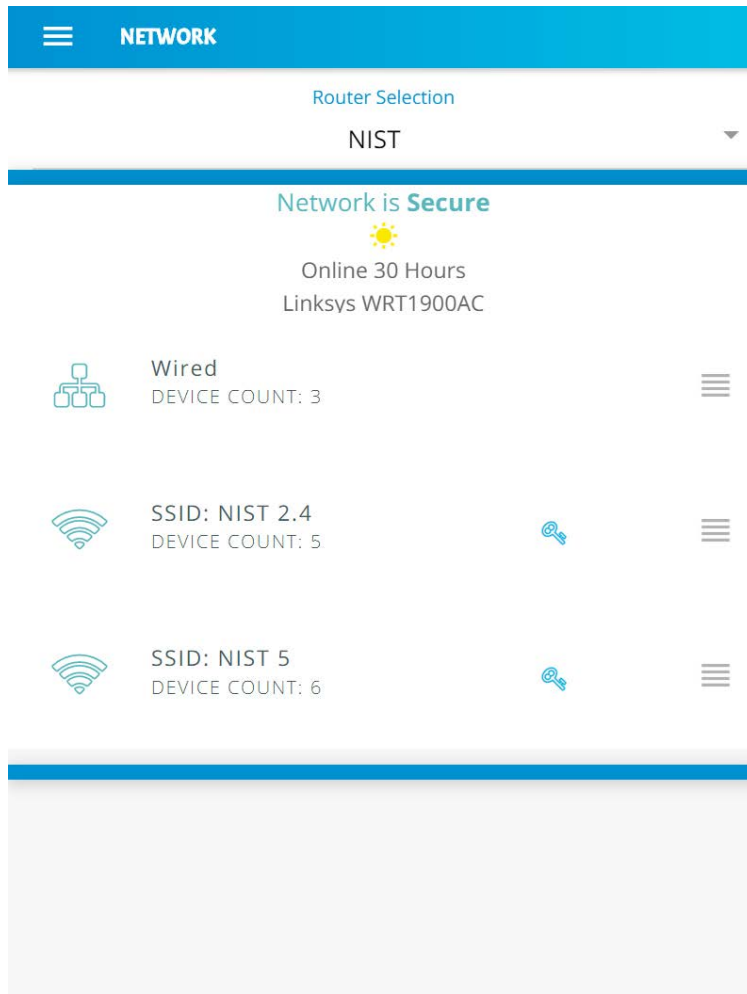 NETWORK
Router Selection
NIST
Network is Secure
Online 30 Hours
Linksys WRT1900AC
Wired
DEVICE COUNT: 3
SSID: NIST 2.4
DEVICE COUNT: 5
SSID: NIST 5
DEVICE COUNT: 6